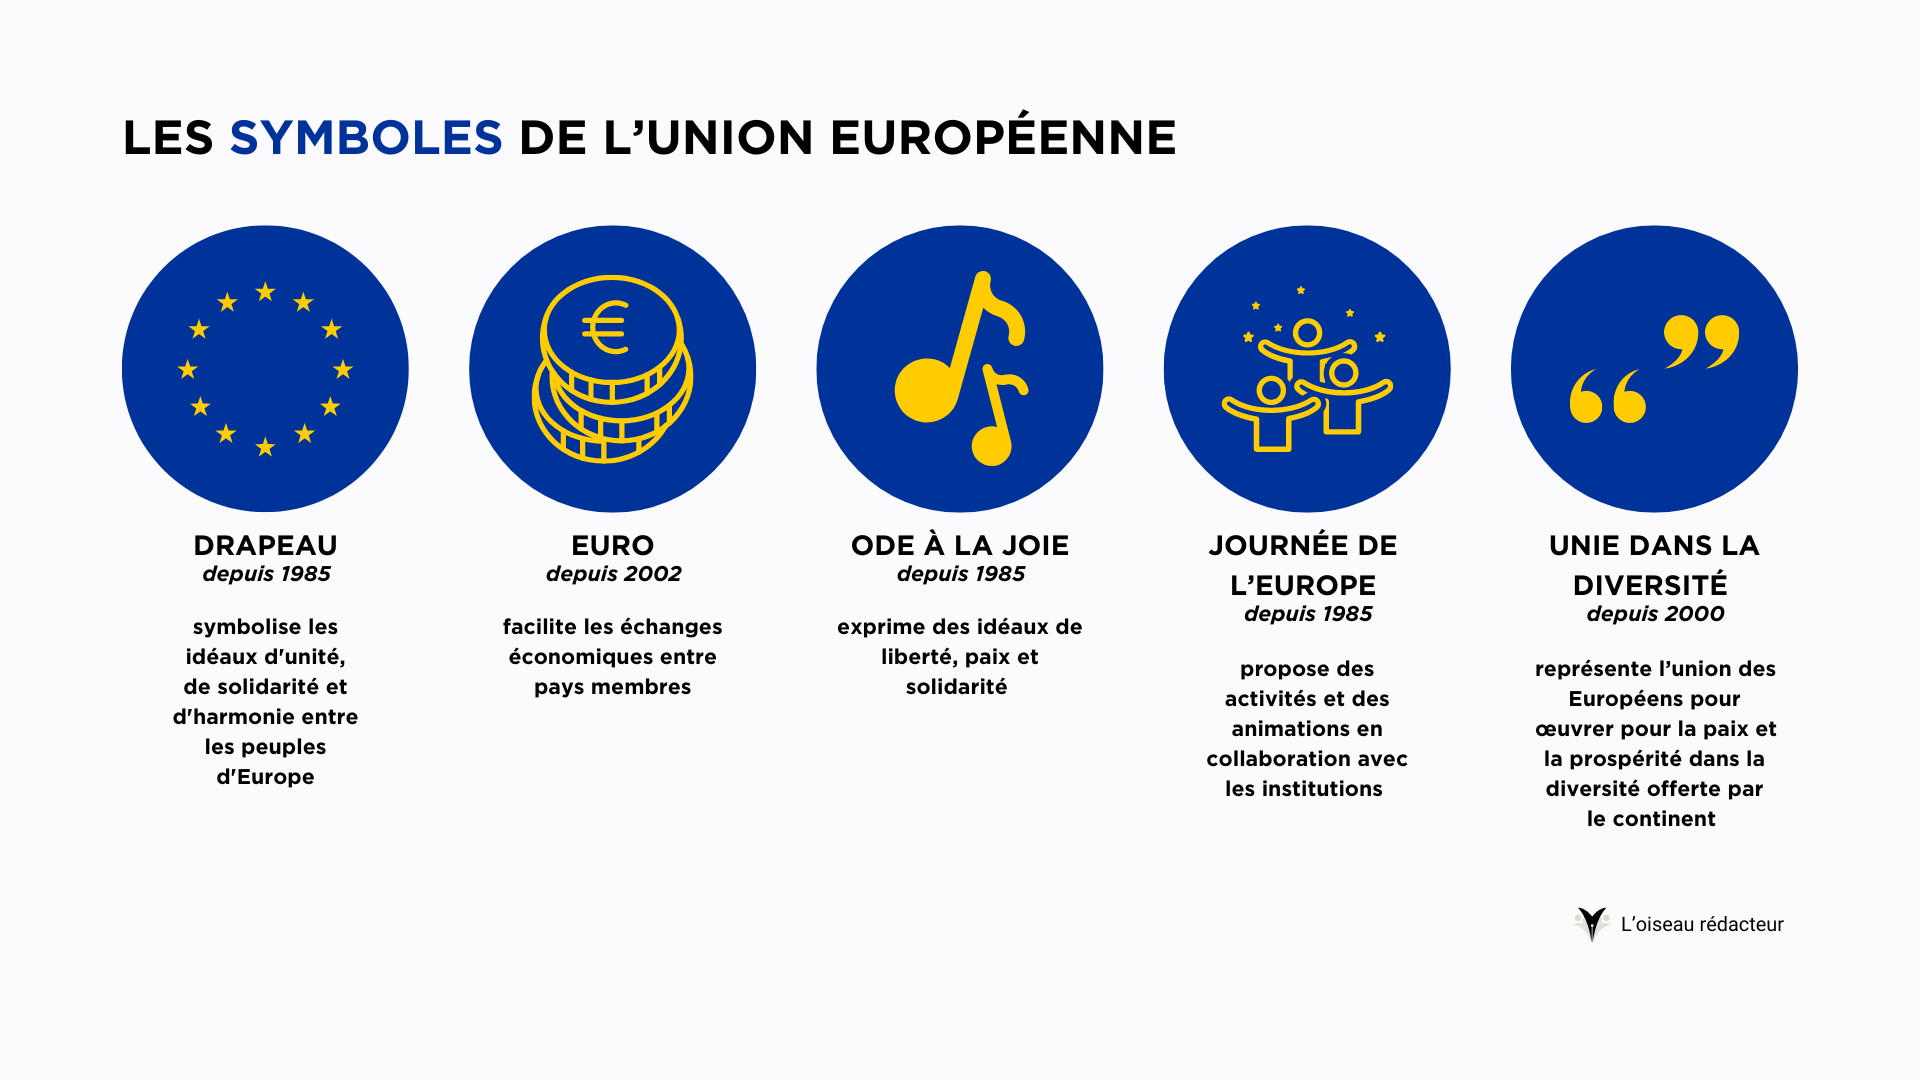 LES SYMBOLES DE L’UNION EUROPÉENNE
DRAPEAU
depuis 1985
symbolise les
idéaux d'unité,
de solidarité et
d'harmonie entre
les peuples
d'Europe
EURO
depuis 2002
facilite les échanges
économiques entre
pays membres
ODE À LA JOIE
depuis 1985
exprime des idéaux de
liberté, paix et
solidarité
JOURNÉE DE
L’EUROPE
depuis 1985
propose des
activités et des
animations en
collaboration avec
les institutions
UNIE DANS LA
DIVERSITÉ
depuis 2000
représente l’union des
Européens pour
œuvrer pour la paix et
la prospérité dans la
diversité offerte par
le continent
L’oiseau rédacteur